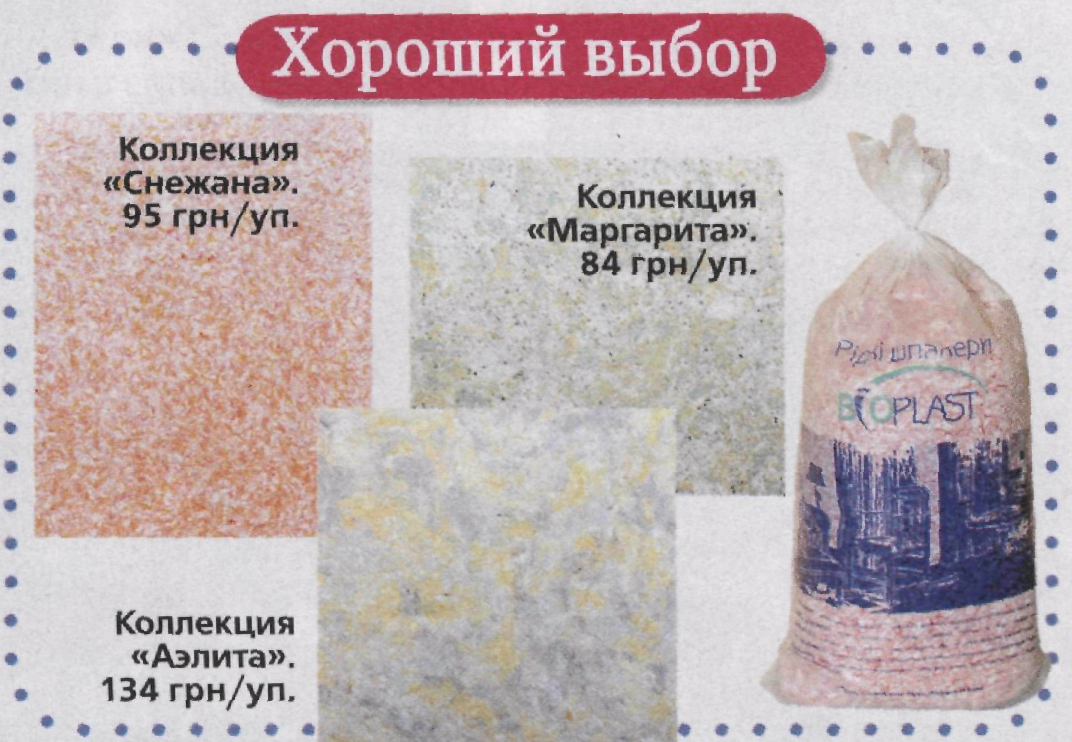 Хороший выбор
Коллекция
«Снежана».
95 грн/уп.
Коллекция
«Маргарита».
84 грн/уп.
Рідкі шпалери
BIOPLAST
Коллекция
«Аэлита».
134 грн/уп.